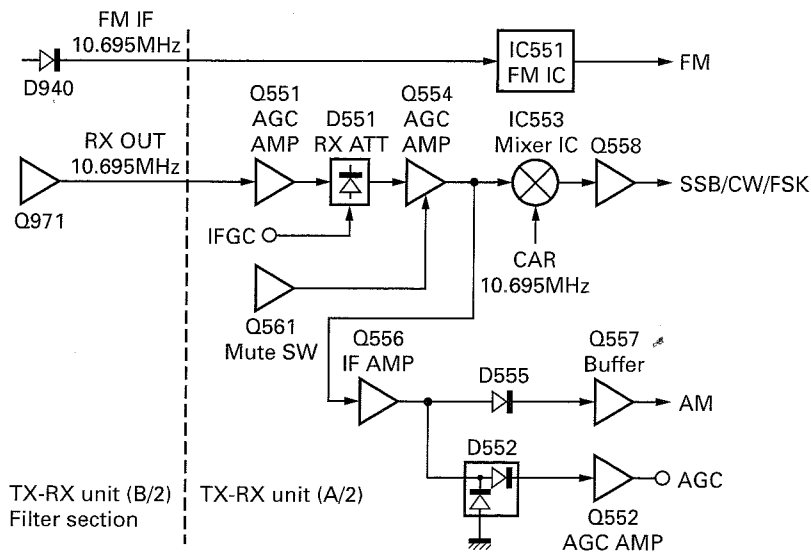 FM IF
10.695MHz
D940
IC551
FM IC
FM
Q551
AGC
AMP
D551
RX ATT
Q554
AGC
AMP
IC553
Mixer IC
Q558
RX OUT
10.695MHz
Q971
SSB/CW/FSK
IFGC
CAR
10.695MHz
Q561
Mute SW
Q556
IF AMP
D555
Q557
Buffer
AM
D552
AGC
Q552
AGC AMP
TX-RX unit (B/2)
Filter section
TX-RX unit (A/2)